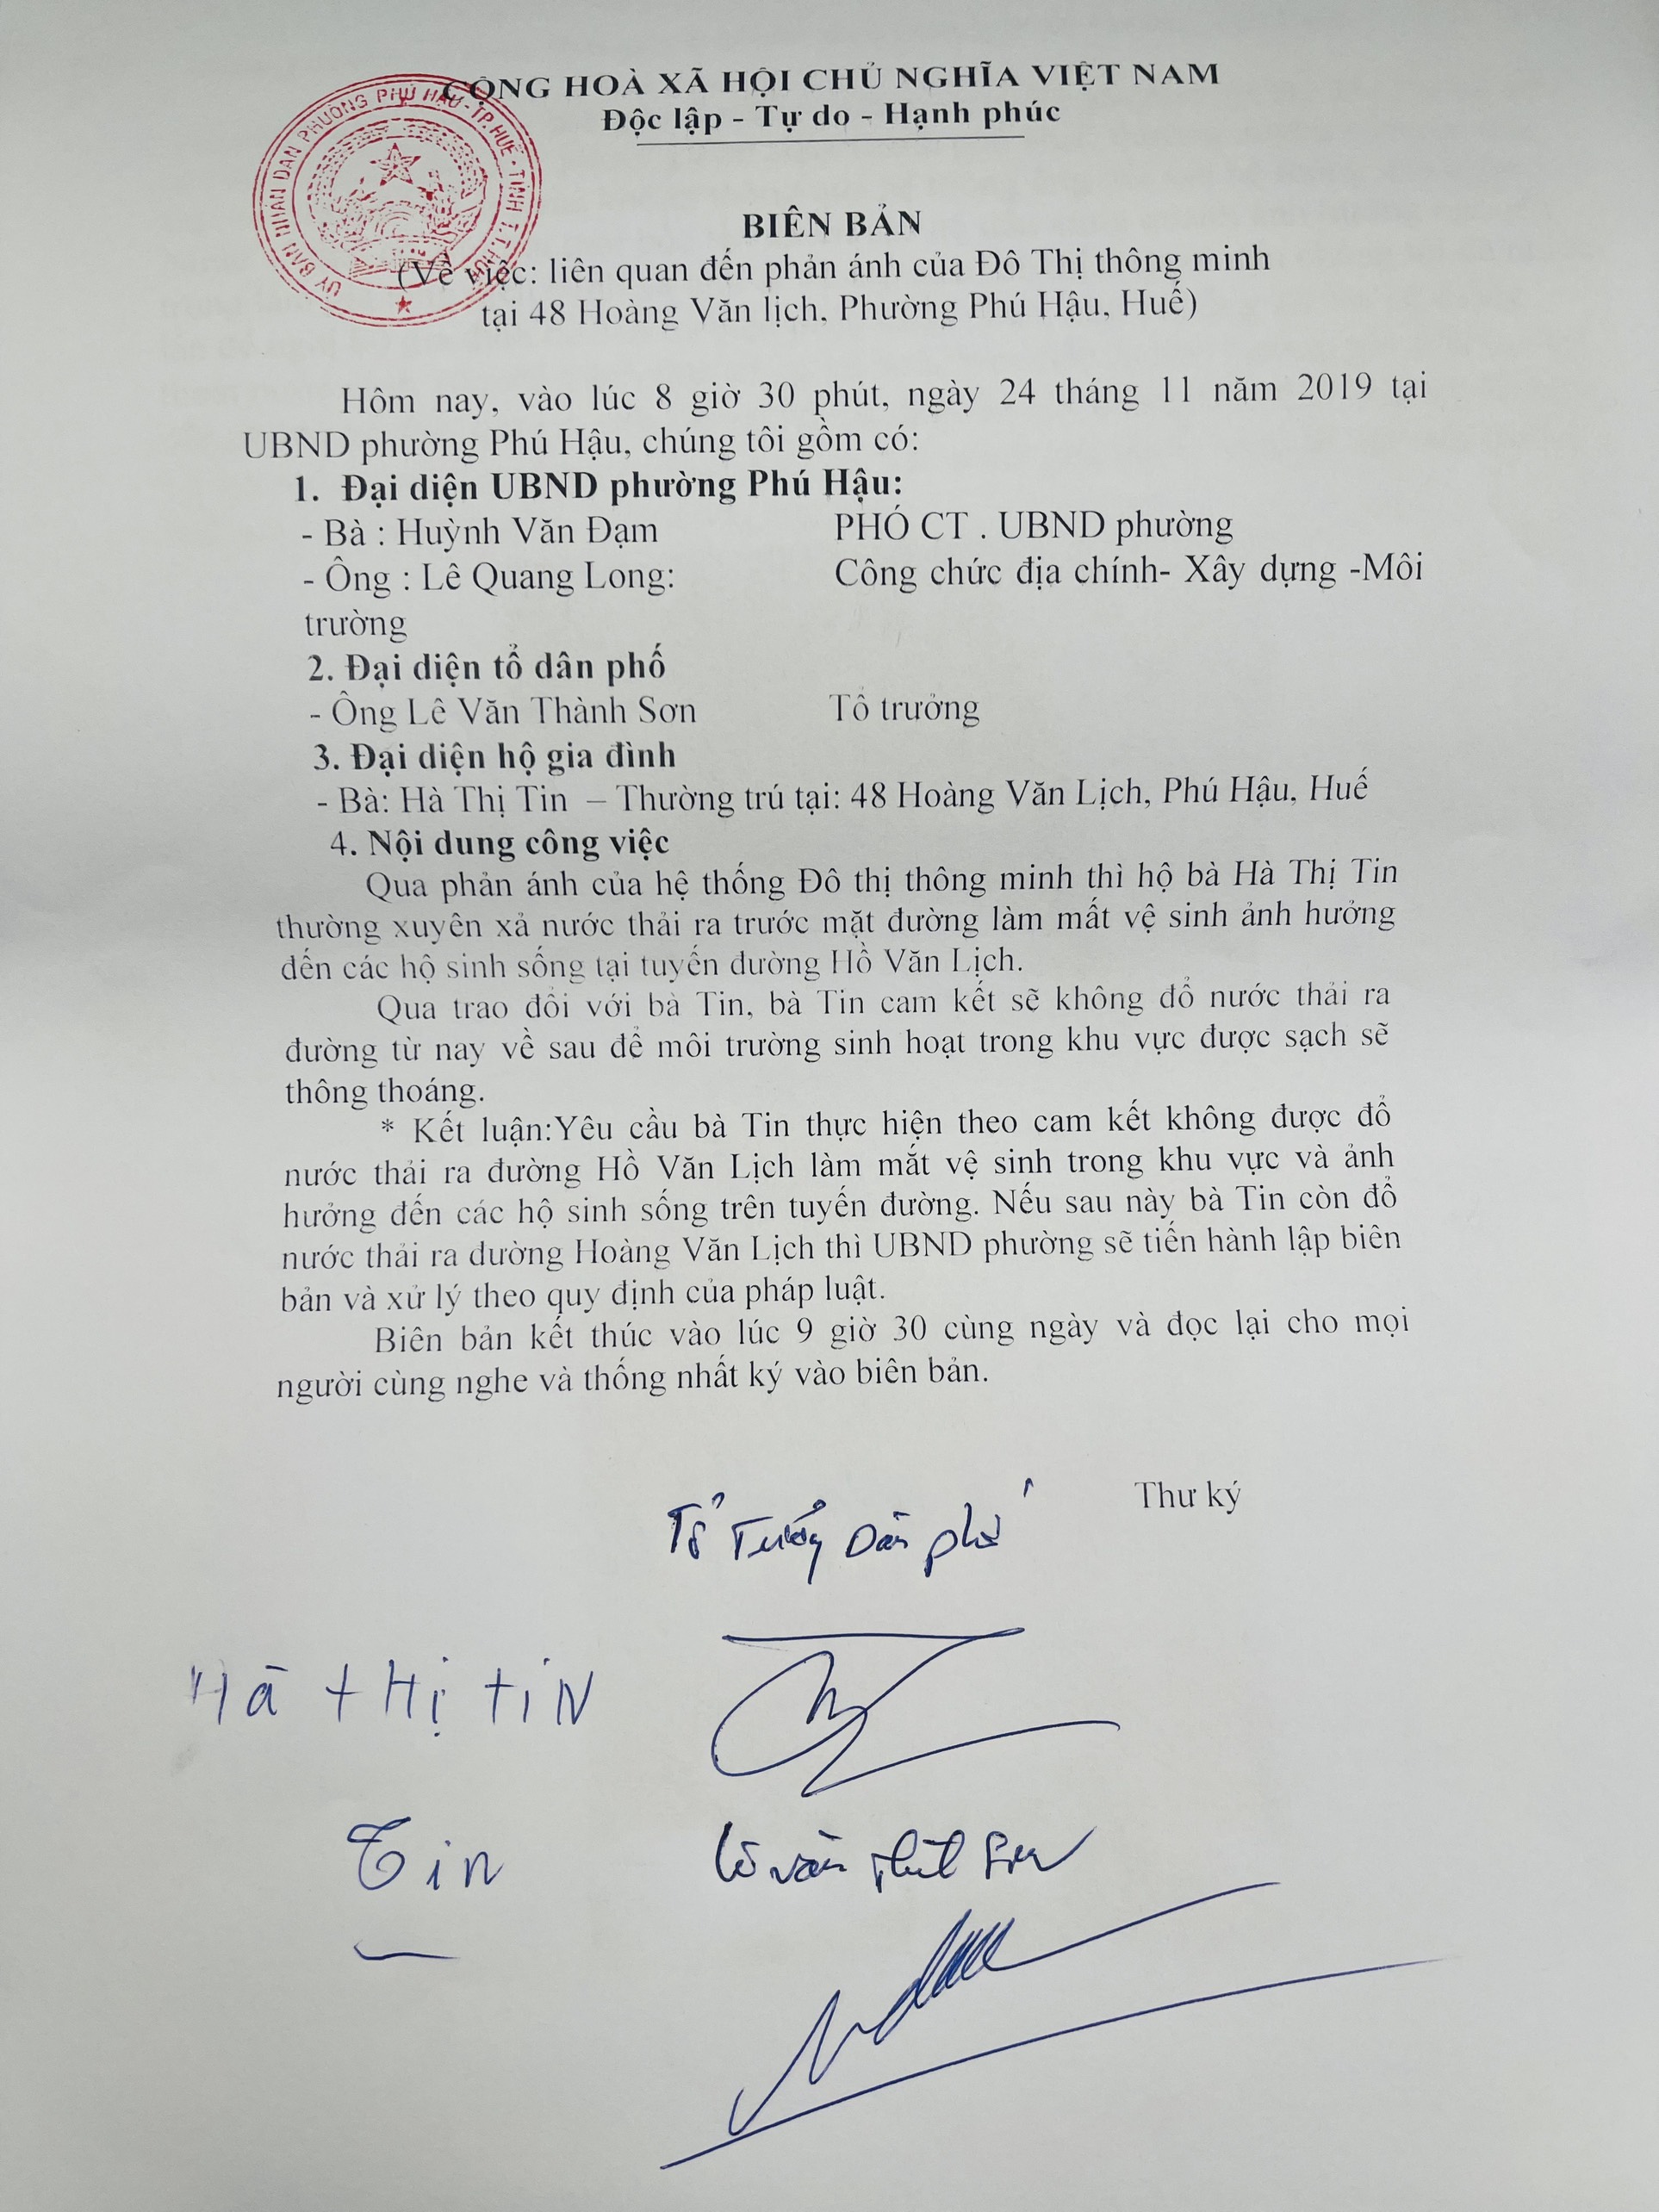 CỘNG HOÀ XÃ HỘI CHỦ NGHĨA VIỆT NAM
Độc lập - Tự do - Hạnh phúc
UỶ BAN NHÂN DÂN PHƯỜNG PHÚ HẬU - TP. HUẾ - TỈNH T.T. HUẾ
BIÊN BẢN
(Về việc: liên quan đến phản ánh của Đô Thị thông minh
tại 48 Hoàng Văn lịch, Phường Phú Hậu, Huế)
Hôm nay, vào lúc 8 giờ 30 phút, ngày 24 tháng 11 năm 2019 tại
UBND phường Phú Hậu, chúng tôi gồm có:
1. Đại diện UBND phường Phú Hậu:
- Bà : Huỳnh Văn Đạm PHÓ CT . UBND phường
- Ông : Lê Quang Long: Công chức địa chính- Xây dựng -Môi
trường
2. Đại diện tổ dân phố
- Ông Lê Văn Thành Sơn Tổ trưởng
3. Đại diện hộ gia đình
- Bà: Hà Thị Tin – Thường trú tại: 48 Hoàng Văn Lịch, Phú Hậu, Huế
4. Nội dung công việc
Qua phản ánh của hệ thống Đô thị thông minh thì hộ bà Hà Thị Tin
thường xuyên xả nước thải ra trước mặt đường làm mất vệ sinh ảnh hưởng
đến các hộ sinh sống tại tuyến đường Hồ Văn Lịch.
Qua trao đổi với bà Tin, bà Tin cam kết sẽ không đổ nước thải ra
đường từ nay về sau để môi trường sinh hoạt trong khu vực được sạch sẽ
thông thoáng.
* Kết luận:Yêu cầu bà Tin thực hiện theo cam kết không được đổ
nước thải ra đường Hồ Văn Lịch làm mắt vệ sinh trong khu vực và ảnh
hưởng đến các hộ sinh sống trên tuyến đường. Nếu sau này bà Tin còn đổ
nước thải ra đường Hoàng Văn Lịch thì UBND phường sẽ tiến hành lập biên
bản và xử lý theo quy định của pháp luật.
Biên bản kết thúc vào lúc 9 giờ 30 cùng ngày và đọc lại cho mọi
người cùng nghe và thống nhất ký vào biên bản.
Thư ký
Tổ Trưởng Dân phố
Hà tHị tiN
Tin
Lê Văn Sơn